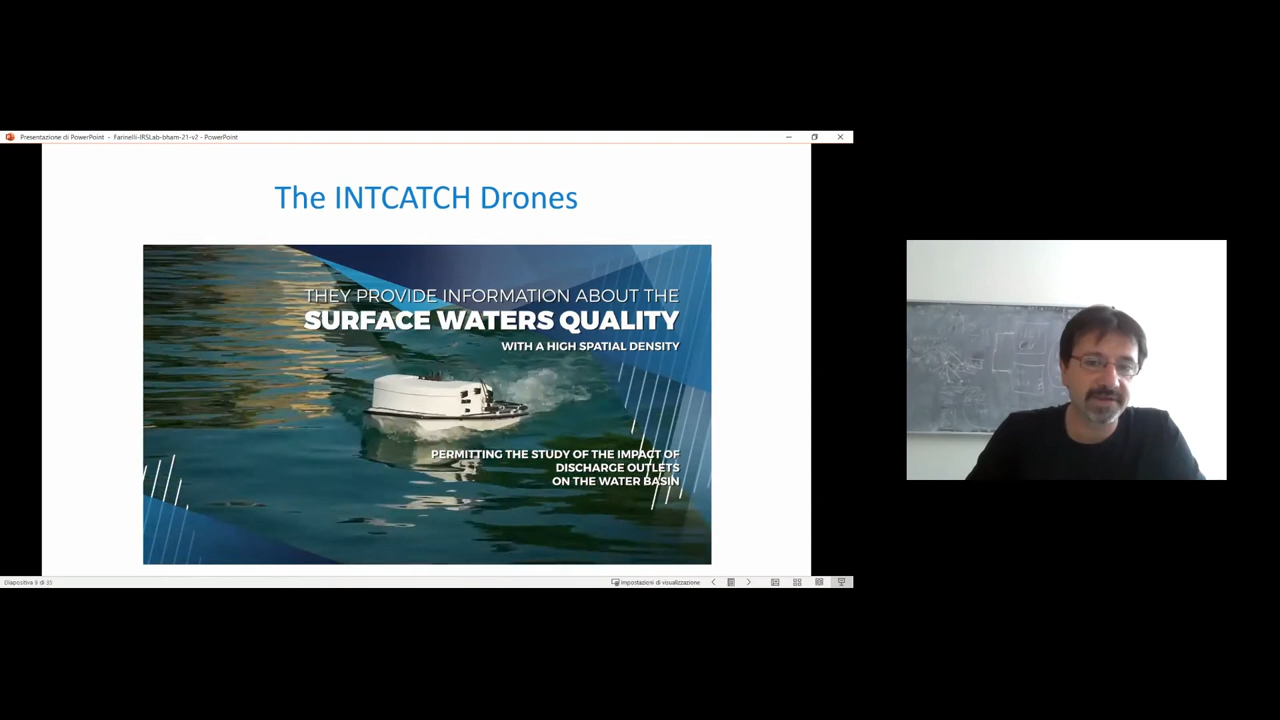 Presentazione di PowerPoint - Farinelli-IRSLab-bham-21-v2 - PowerPoint
The INTCATCH Drones
THEY PROVIDE INFORMATION ABOUT THE
SURFACE WATERS QUALITY
WITH A HIGH SPATIAL DENSITY
PERMITTING THE STUDY OF THE IMPACT OF
DISCHARGE OUTLETS
ON THE WATER BASIN
Diapositiva 9 di 35
Impostazioni di visualizzazione